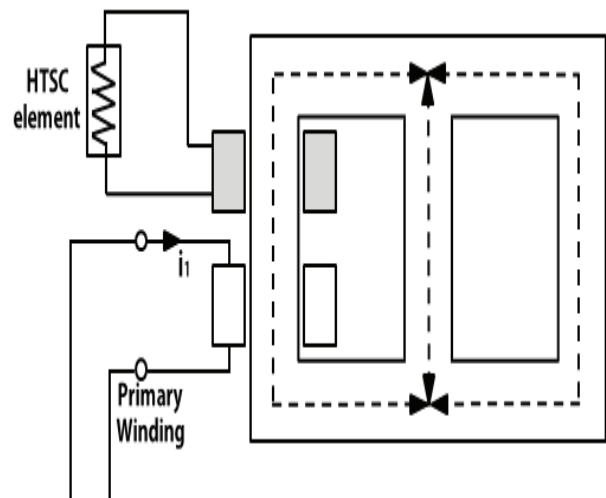 HTSC
element
i₁
Primary
Winding